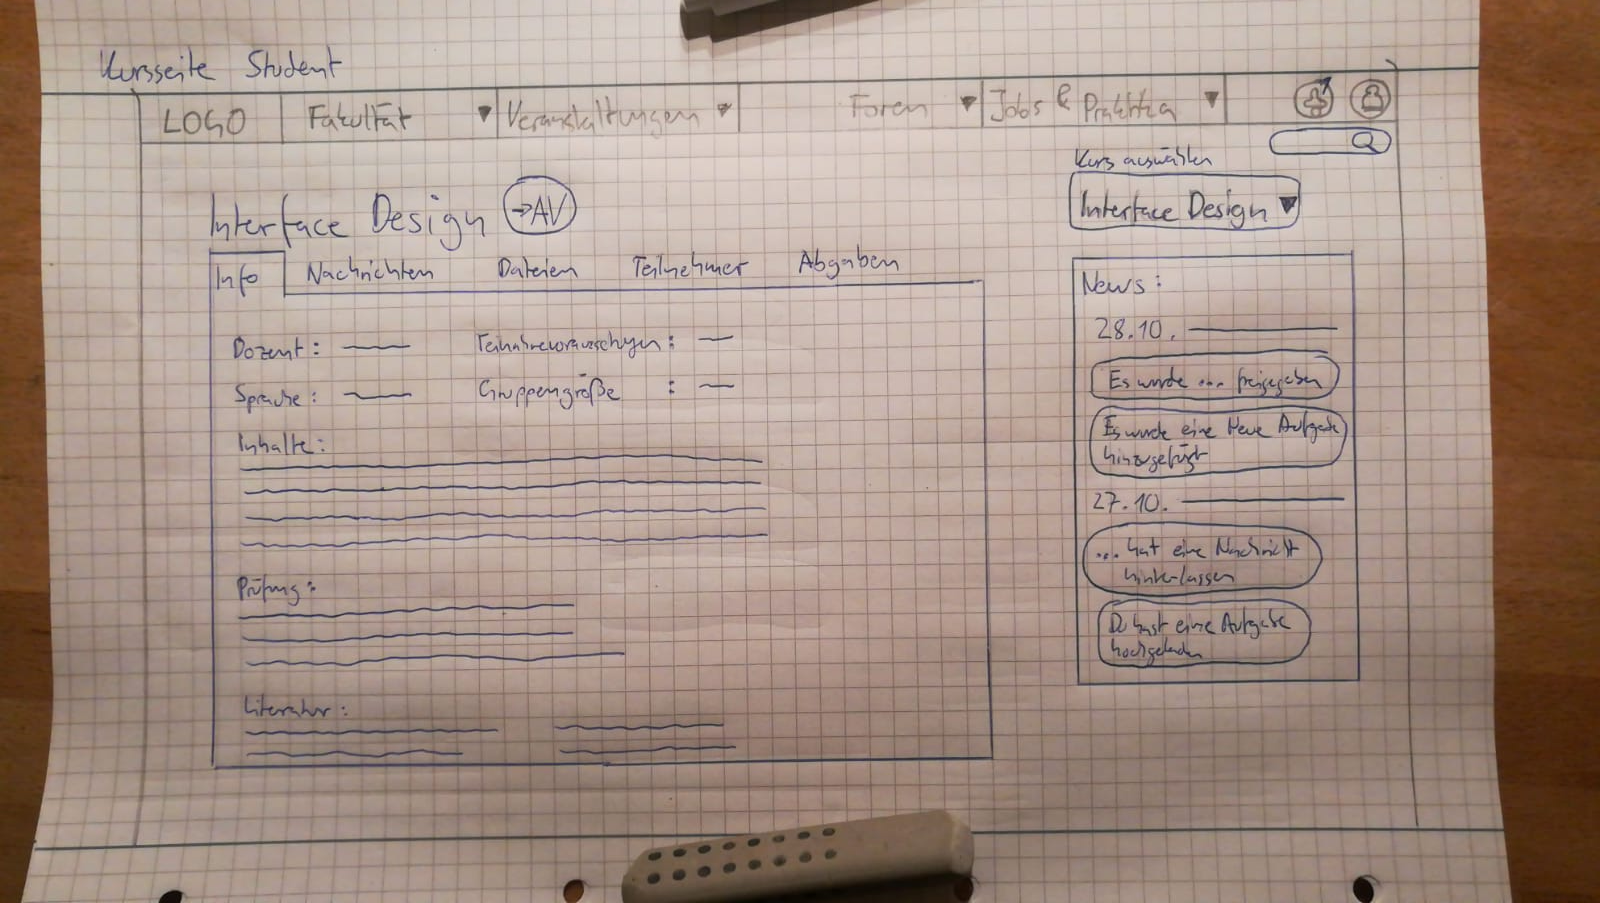 Kursseite Student
LOGO Fakultät Veranstaltungen Foren Jobs & Praktika
Kurs auswählen
Interface Design →AV
Interface Design
Info Nachrichten Dateien Teilnehmer Abgaben
News:
28.10.
Dozent: Teilnahmevoraussetzungen:
Es wurde ... freigegeben
Sprache: Gruppengröße :
Es wurde eine Neue Aufgabe
hinzugefügt
Inhalte:
27.10.
... hat eine Nachricht
hinterlassen
Prüfung:
Du hast eine Aufgabe
hochgeladen
Literatur: